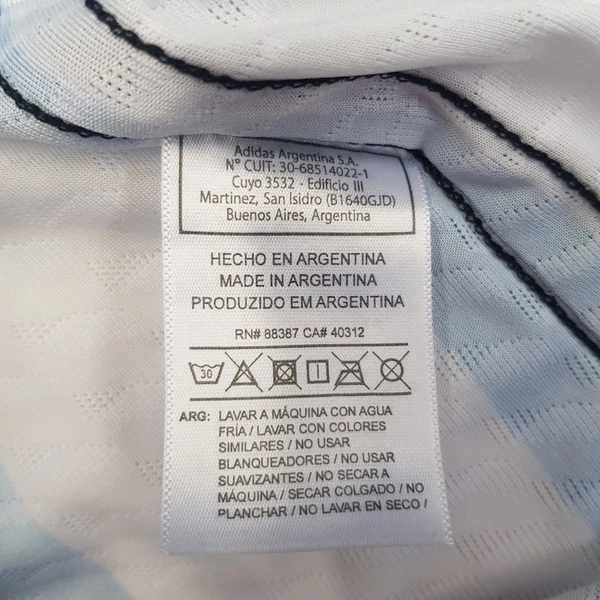 Adidas Argentina S.A.
N° CUIT: 30-68514022-1
Cuyo 3532 - Edificio III
Martinez, San Isidro (B1640GJD)
Buenos Aires, Argentina
HECHO EN ARGENTINA
MADE IN ARGENTINA
PRODUZIDO EM ARGENTINA
RN# 88387 CA# 40312
30
ARG: LAVAR A MÁQUINA CON AGUA
FRÍA / LAVAR CON COLORES
SIMILARES / NO USAR
BLANQUEADORES / NO USAR
SUAVIZANTES / NO SECAR A
MÁQUINA / SECAR COLGADO / NO
PLANCHAR / NO LAVAR EN SECO /